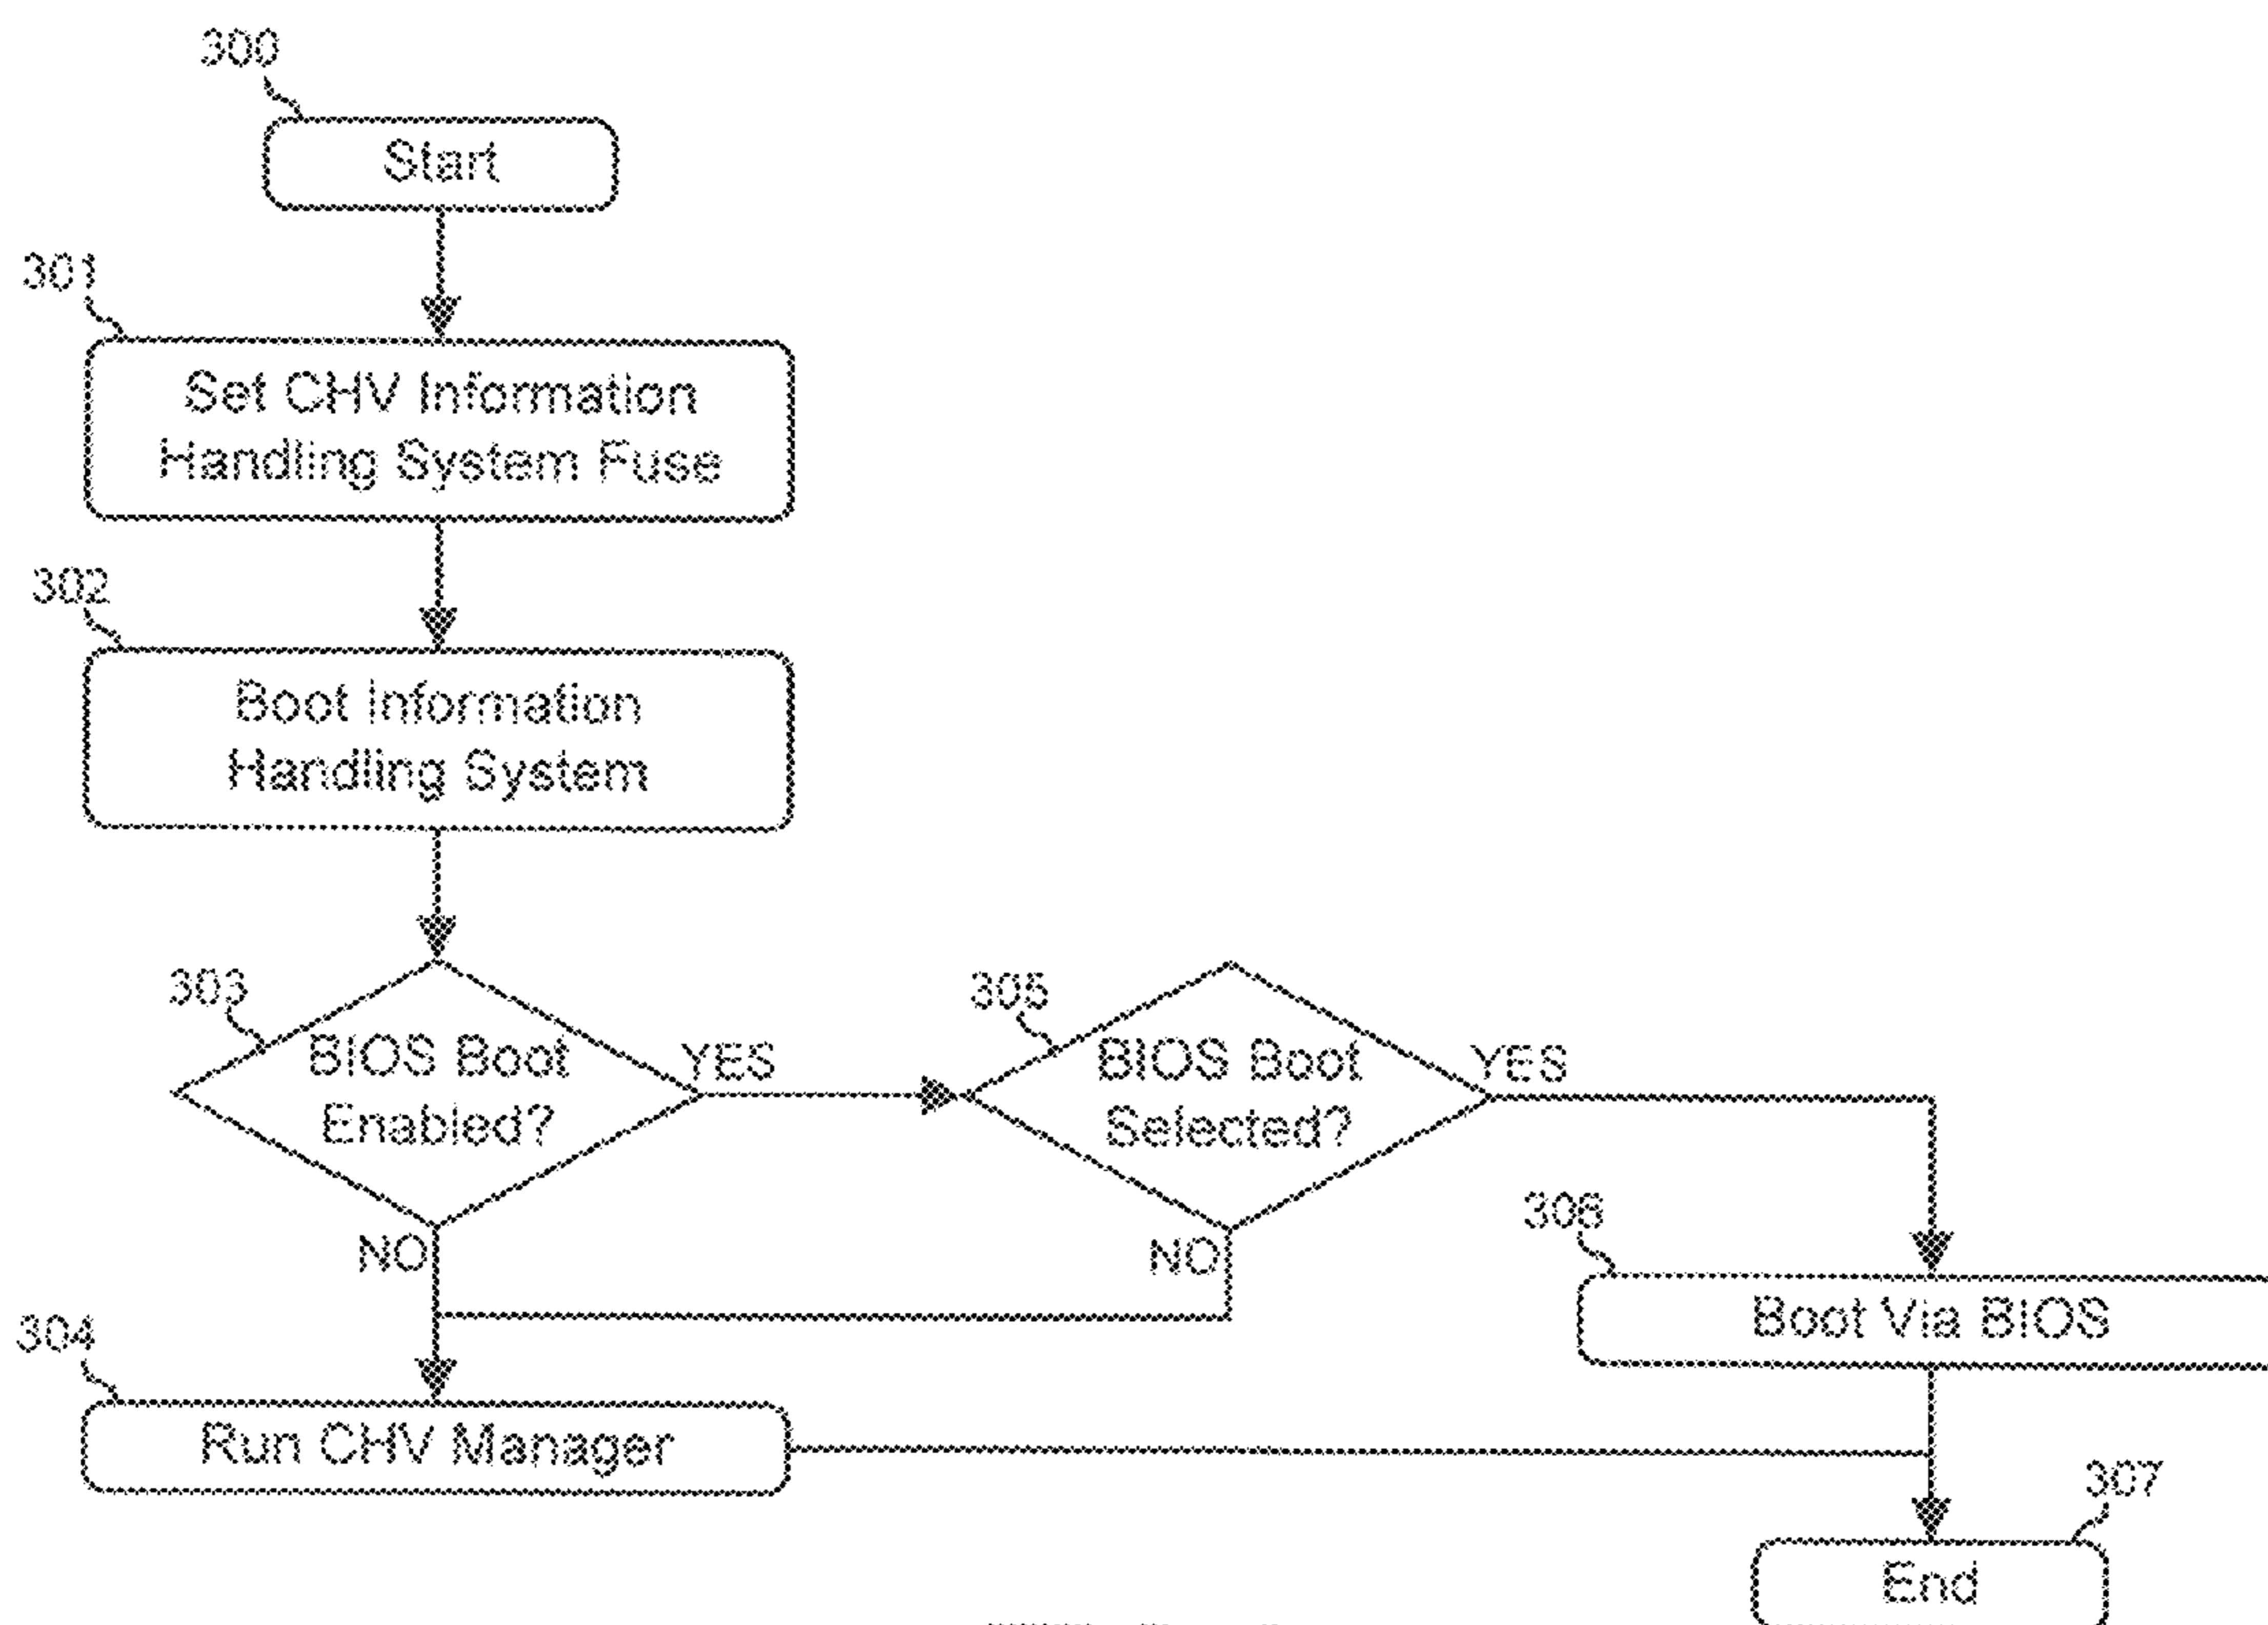 300
Start
301
Set CHV Information
Handling System Fuse
302
Boot Information
Handling System
303
BIOS Boot
Enabled?
YES
NO
305
BIOS Boot
Selected?
YES
NO
306
Boot Via BIOS
304
Run CHV Manager
307
End